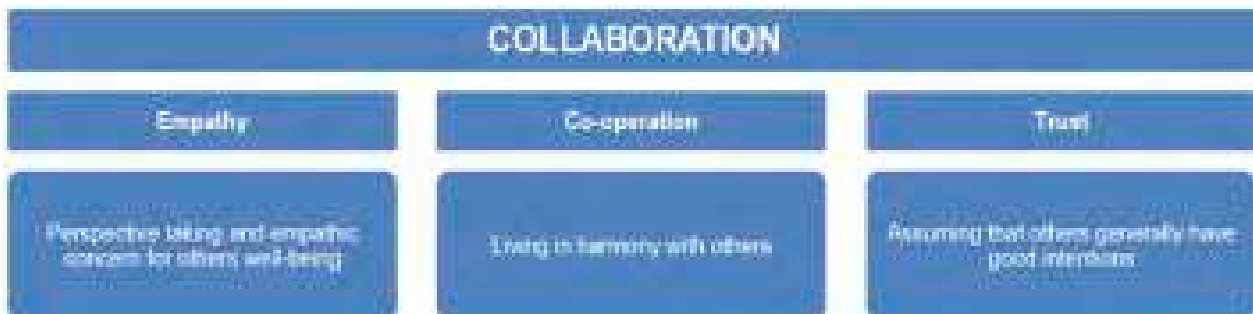 COLLABORATION
Empathy
Co-operation
Trust
Perspective taking and empathic
concern for others well-being
Living in harmony with others
Assuming that others generally have
good intentions